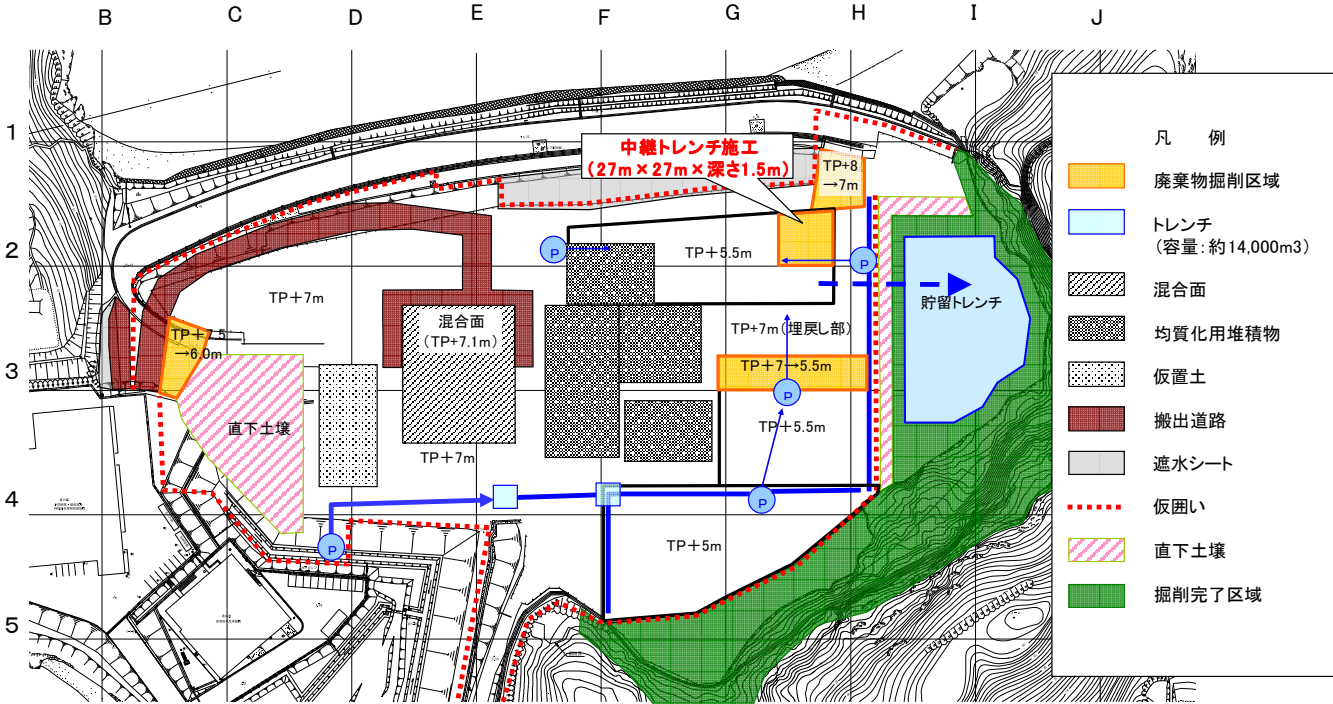 B C D E F G H I J
1
2
3
4
5
中継トレンチ施工
(27m×27m×深さ1.5m)
TP+8
→7m
P
TP+5.5m
P
TP+7m
混合面
(TP+7.1m)
貯留トレンチ
TP+7m(埋戻し部)
TP+7.5
→6.0m
TP+7→5.5m
P
直下土壌
TP+5.5m
TP+7m
P
P
TP+5m
凡 例
廃棄物掘削区域
トレンチ
(容量:約14,000m3)
混合面
均質化用堆積物
仮置土
搬出道路
遮水シート
仮囲い
直下土壌
掘削完了区域